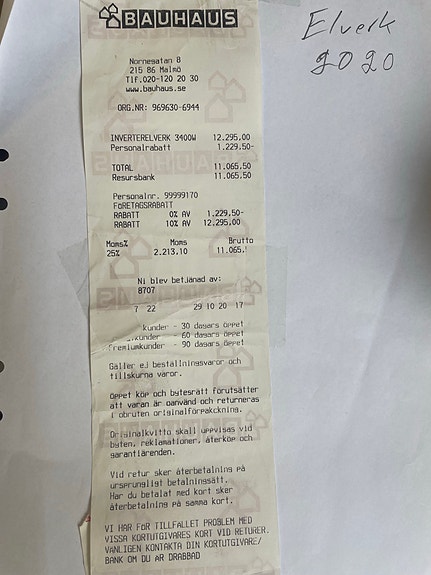 BAUHAUS
Elverk
2020
Nornesatan 8
215 86 Malmö
Tlf.020-120 20 30
www.bauhaus.se
ORG.NR: 969630-6944
INVERTERELVERK 3400W 12.295,00
Personalrabatt 1.229,50-
TOTAL 11.065,50
Resursbank 11.065,50
Personalnr. 99999170
FÖRETAGSRABATT
RABATT 0% AV 1.229,50-
RABATT 10% AV 12.295,00
Moms% Moms Brutto
25% 2.213,10 11.065,
Ni blev betjänad av:
8707
7 22 29 10 20 17
kunder - 30 dagars öppet
kunder - 60 dagars öppet
remiumkunder - 90 dagars öppet
Gäller ej beställningsvaror och
tillskurna varor.
Öppet köp och bytesrätt förutsätter
att varan är oanvänd och returneras
i obruten originalförpackning.
Originalkvitto skall uppvisas vid
byten, reklamationer, återköp och
garantiärenden.
Vid retur sker återbetalning på
ursprungligt betalningssätt.
Har du betalat med kort sker
återbetalning på samma kort.
VI HAR FÖR TILLFÄLLET PROBLEM MED
VISSA KORTUTGIVARES KORT VID RETURER.
VÄNLIGEN KONTAKTA DIN KORTUTGIVARE/
BANK OM DU ÄR DRABBAD